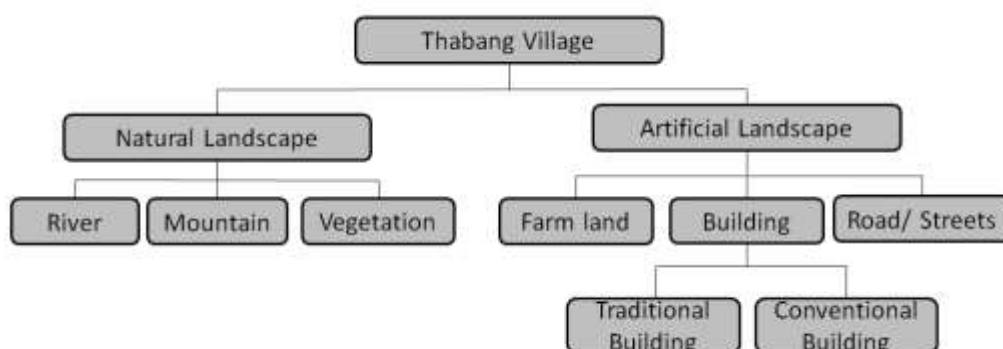 Thabang Village
Natural Landscape
Artificial Landscape
River
Mountain
Vegetation
Farm land
Building
Road/ Streets
Traditional
Building
Conventional
Building